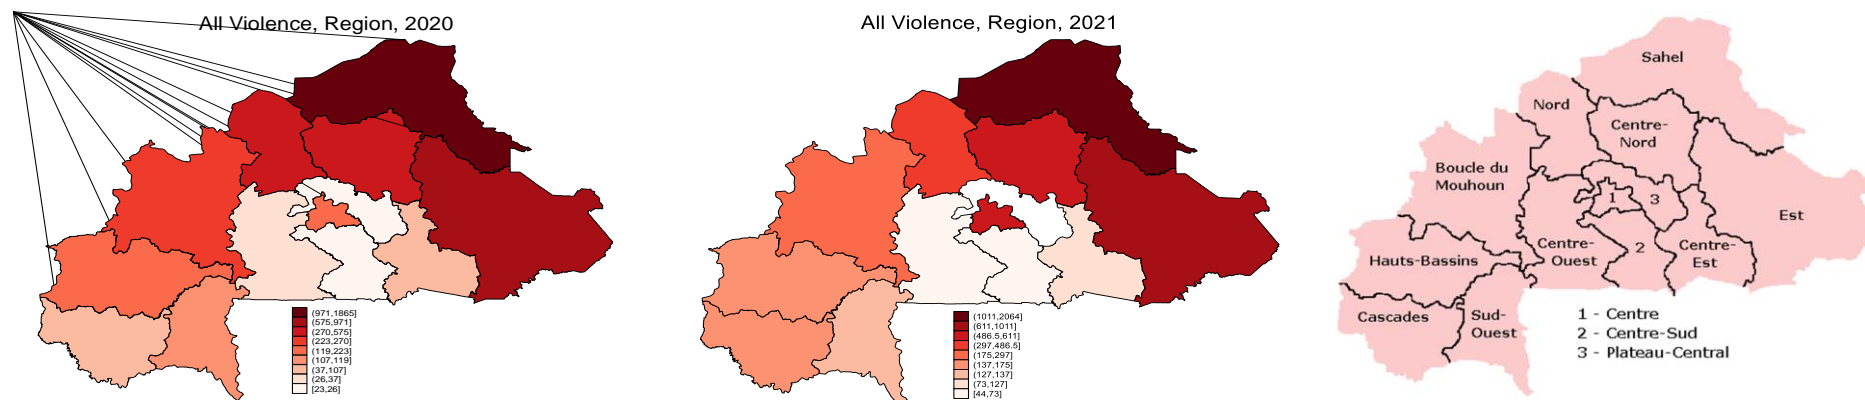 All Violence, Region, 2020
(971,1865]
(575,971]
(270,575]
(223,270]
(119,223]
(107,119]
(37,107]
(26,37]
[23,26]
All Violence, Region, 2021
(1011,2064]
(611,1011]
(486.5,611]
(297,486.5]
(175,297]
(137,175]
(127,137]
(73,127]
[44,73]
Sahel
Nord
Centre-
Nord
Boucle du
Mouhoun
1
3
Est
2
Centre-
Ouest
Centre-
Est
Hauts-Bassins
Cascades
Sud-
Ouest
1 - Centre
2 - Centre-Sud
3 - Plateau-Central